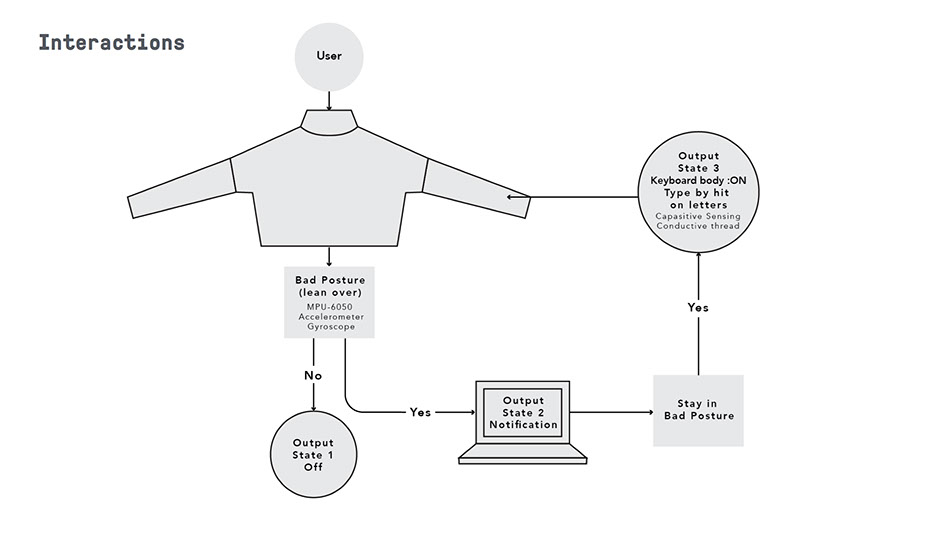 Interactions
User
Output
State 3
Keyboard body :ON
Type by hit
on letters
Capasitive Sensing
Conductive thread
Bad Posture
(lean over)
MPU-6050
Accelerometer
Gyroscope
Yes
No
Yes
Output
State 2
Notification
Stay in
Bad Posture
Output
State 1
Off